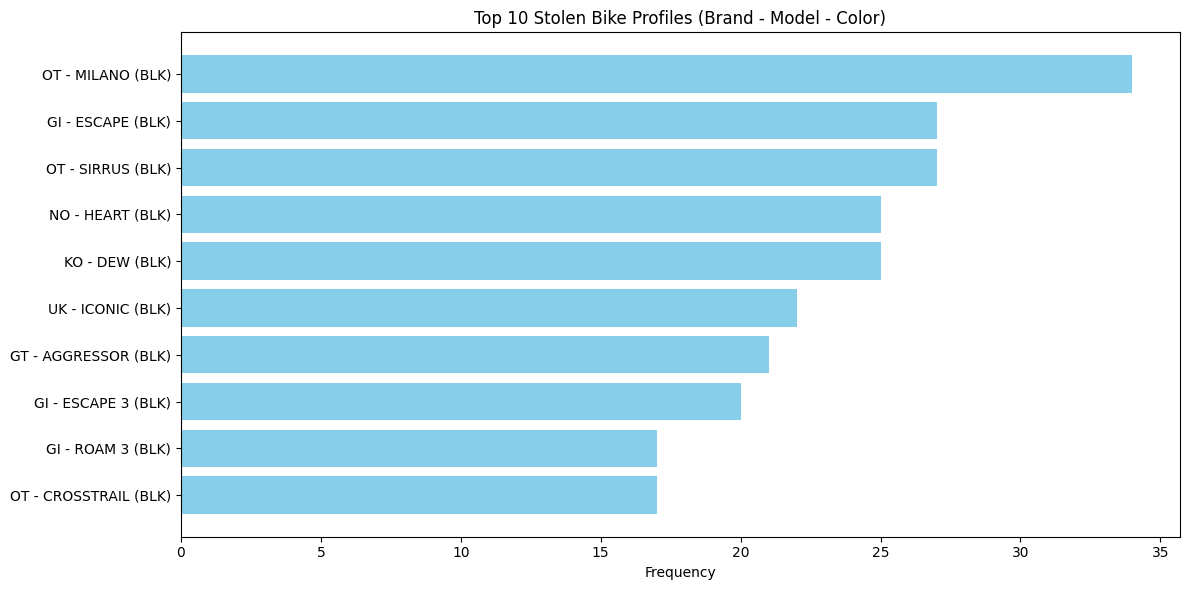 Top 10 Stolen Bike Profiles (Brand - Model - Color)
OT - MILANO (BLK)
GI - ESCAPE (BLK)
OT - SIRRUS (BLK)
NO - HEART (BLK)
KO - DEW (BLK)
UK - ICONIC (BLK)
GT - AGGRESSOR (BLK)
GI - ESCAPE 3 (BLK)
GI - ROAM 3 (BLK)
OT - CROSSTRAIL (BLK)
0 5 10 15 20 25 30 35
Frequency